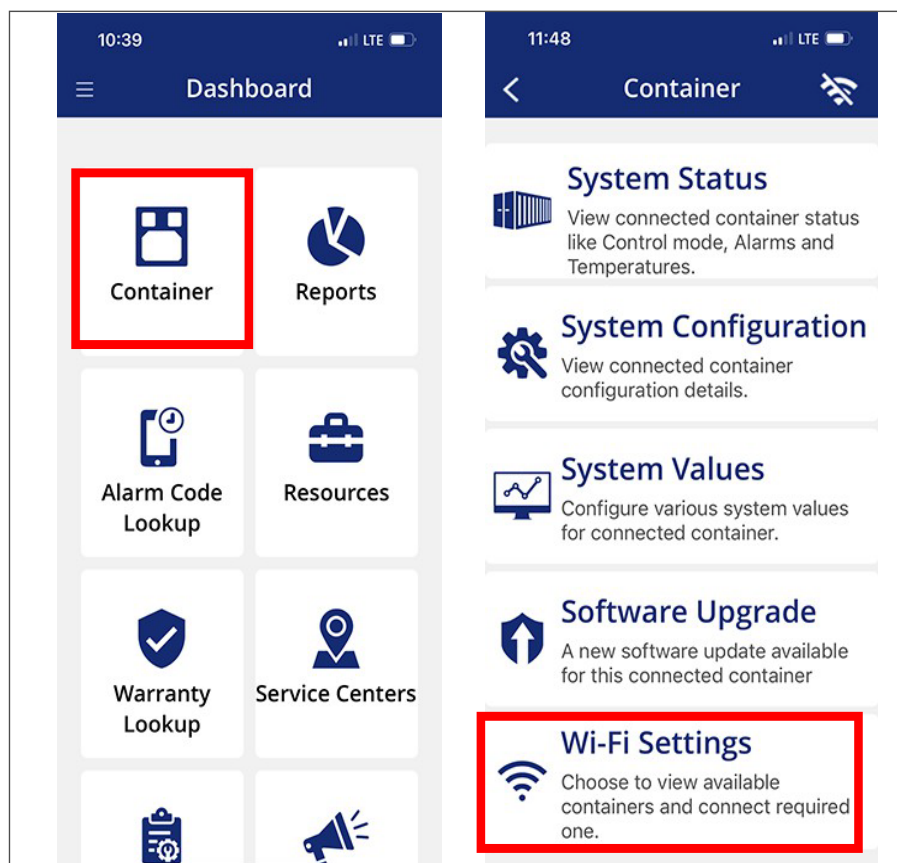 10:39
LTE
Dashboard
Container
Reports
Alarm Code
Lookup
Resources
Warranty
Lookup
Service Centers
11:48
LTE
Container
System Status
View connected container status
like Control mode, Alarms and
Temperatures.
System Configuration
View connected container
configuration details.
System Values
Configure various system values
for connected container.
Software Upgrade
A new software update available
for this connected container
Wi-Fi Settings
Choose to view available
containers and connect required
one.